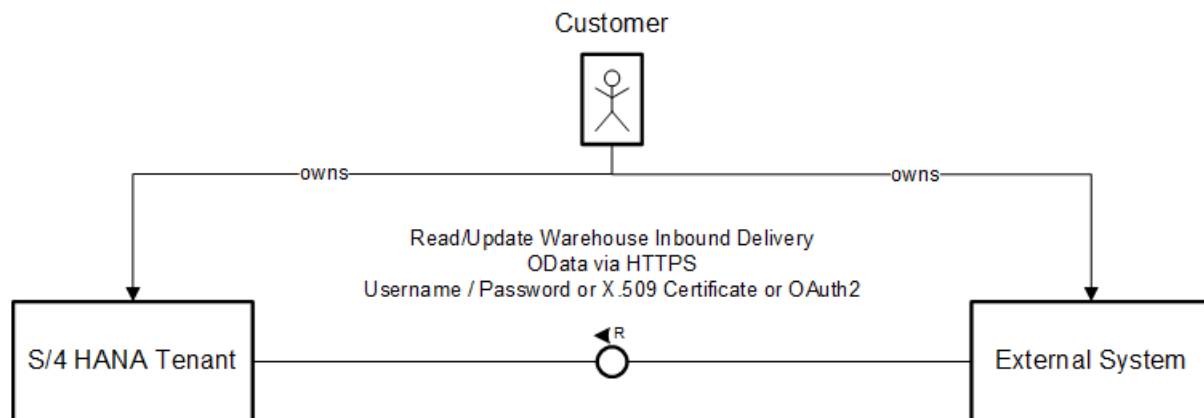 Customer
owns
owns
Read/Update Warehouse Inbound Delivery
OData via HTTPS
Username / Password or X.509 Certificate or OAuth2
R
S/4 HANA Tenant
External System